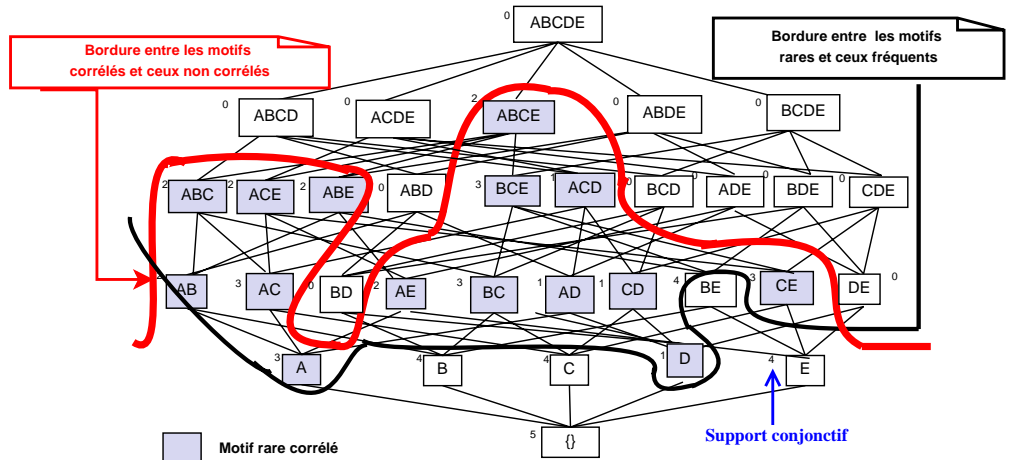 0 ABCDE
Bordure entre les motifs
corrélés et ceux non corrélés
Bordure entre les motifs
rares et ceux fréquents
0 ABCD 0 ACDE 2 ABCE 0 ABDE 0 BCDE
2 ABC 2 ACE 2 ABE 0 ABD 3 BCE 1 ACD 0 BCD 0 ADE 0 BDE 0 CDE
2 AB 3 AC 0 BD 2 AE 3 BC 1 AD 1 CD 4 BE 3 CE 0 DE
3 A 4 B 4 C 1 D 4 E
Support conjonctif
5 {}
Motif rare corrélé